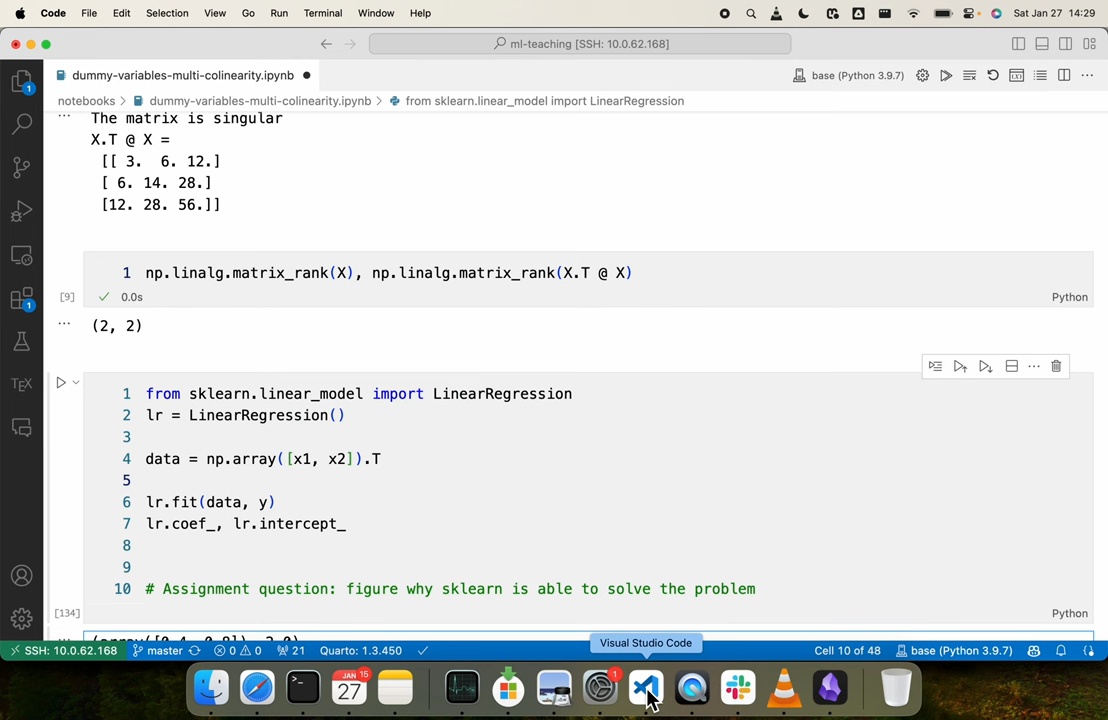 Code File Edit Selection View Go Run Terminal Window Help Sat Jan 27 14:29
ml-teaching [SSH: 10.0.62.168]
dummy-variables-multi-colinearity.ipynb base (Python 3.9.7)
notebooks > dummy-variables-multi-colinearity.ipynb > from sklearn.linear_model import LinearRegression
... The matrix is singular
X.T @ X =
[[ 3. 6. 12.]
[ 6. 14. 28.]
[12. 28. 56.]]
1 np.linalg.matrix_rank(X), np.linalg.matrix_rank(X.T @ X)
[9] 0.0s Python
... (2, 2)
1 from sklearn.linear_model import LinearRegression
2 lr = LinearRegression()
3
4 data = np.array([x1, x2]).T
5
6 lr.fit(data, y)
7 lr.coef_, lr.intercept_
8
9
10 # Assignment question: figure why sklearn is able to solve the problem
[134] Python
Visual Studio Code
SSH: 10.0.62.168 master 0 0 21 Quarto: 1.3.450 Cell 10 of 48 base (Python 3.9.7)
JAN 15
27 1